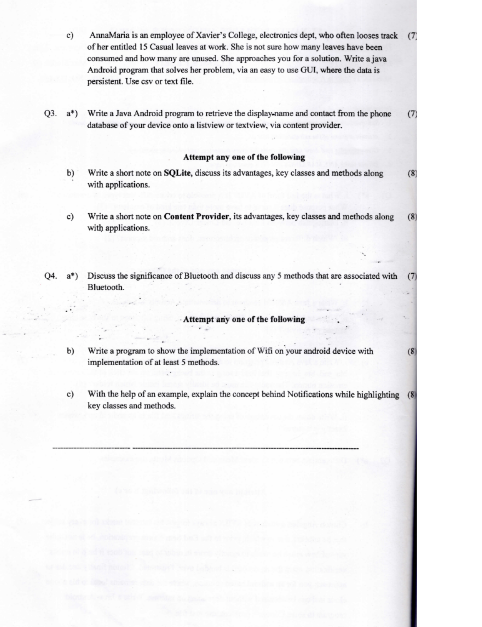 c) AnnaMaria is an employee of Xavier's College, electronics dept, who often looses track (7)
of her entitled 15 Casual leaves at work. She is not sure how many leaves have been
consumed and how many are unused. She approaches you for a solution. Write a java
Android program that solves her problem, via an easy to use GUI, where the data is
persistent. Use csv or text file.
Q3. a*) Write a Java Android program to retrieve the display-name and contact from the phone (7)
database of your device onto a listview or textview, via content provider.
Attempt any one of the following
b) Write a short note on SQLite, discuss its advantages, key classes and methods along (8)
with applications.
c) Write a short note on Content Provider, its advantages, key classes and methods along (8)
with applications.
Q4. a*) Discuss the significance of Bluetooth and discuss any 5 methods that are associated with (7)
Bluetooth.
Attempt any one of the following
b) Write a program to show the implementation of Wifi on your android device with (8)
implementation of at least 5 methods.
c) With the help of an example, explain the concept behind Notifications while highlighting (8)
key classes and methods.